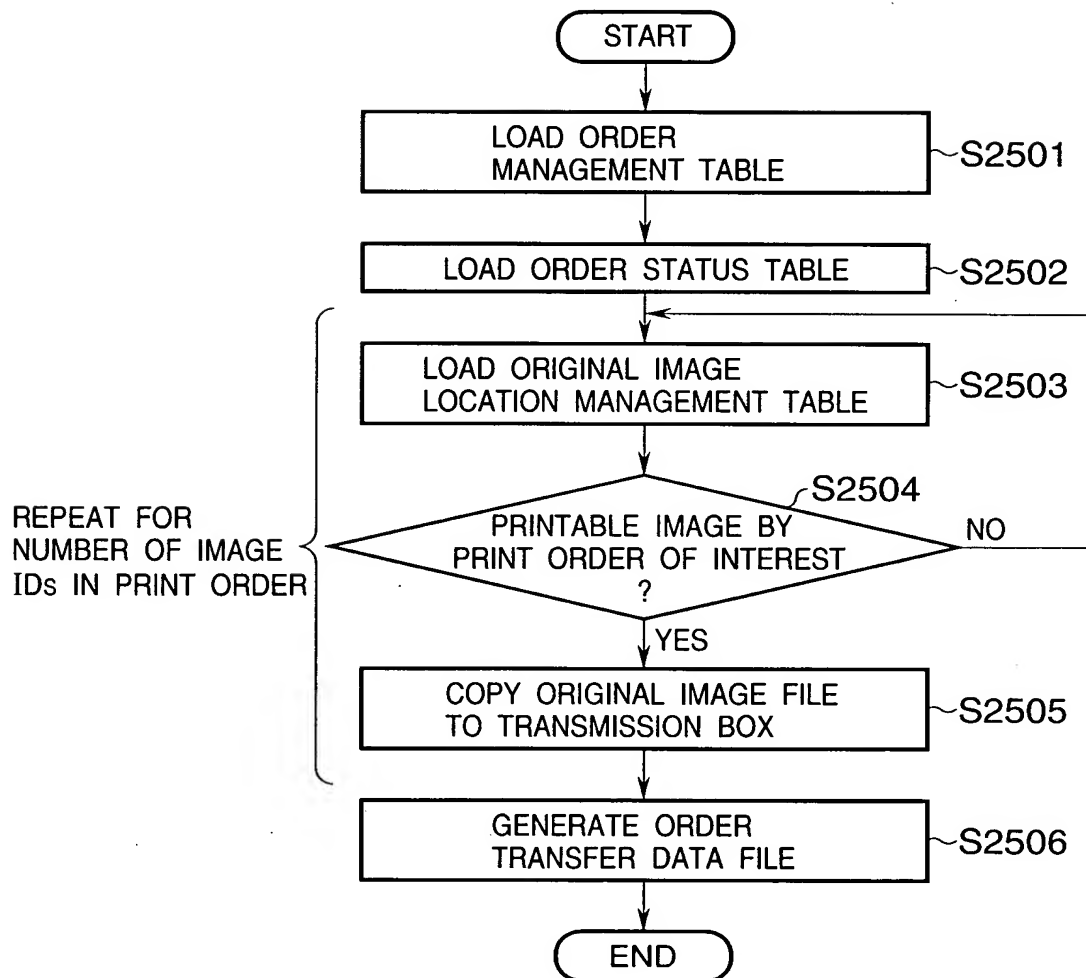 START
LOAD ORDER
MANAGEMENT TABLE
S2501
LOAD ORDER STATUS TABLE
S2502
LOAD ORIGINAL IMAGE
LOCATION MANAGEMENT TABLE
S2503
S2504
REPEAT FOR
NUMBER OF IMAGE
IDs IN PRINT ORDER
PRINTABLE IMAGE BY
PRINT ORDER OF INTEREST
?
NO
YES
COPY ORIGINAL IMAGE FILE
TO TRANSMISSION BOX
S2505
GENERATE ORDER
TRANSFER DATA FILE
S2506
END